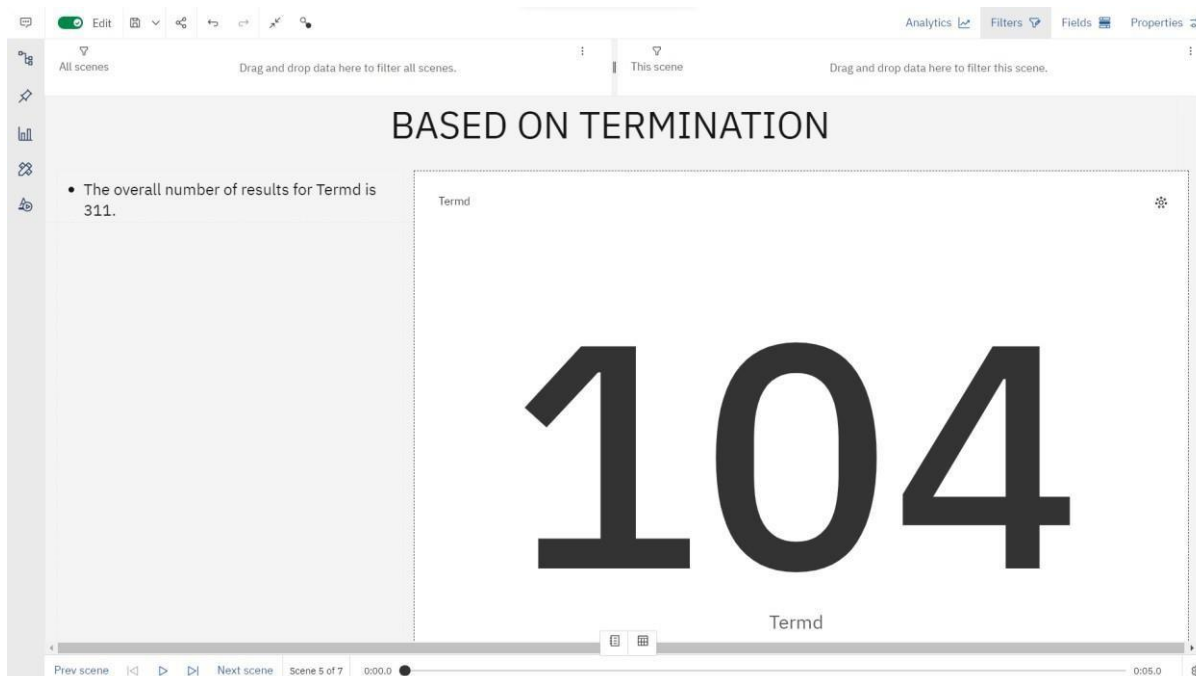 Edit
Analytics
Filters
Fields
Properties
All scenes
Drag and drop data here to filter all scenes.
This scene
Drag and drop data here to filter this scene.
BASED ON TERMINATION
• The overall number of results for Termd is
311.
Termd
104
Termd
Prev scene
Next scene
Scene 5 of 7
0:00.0
0:05.0